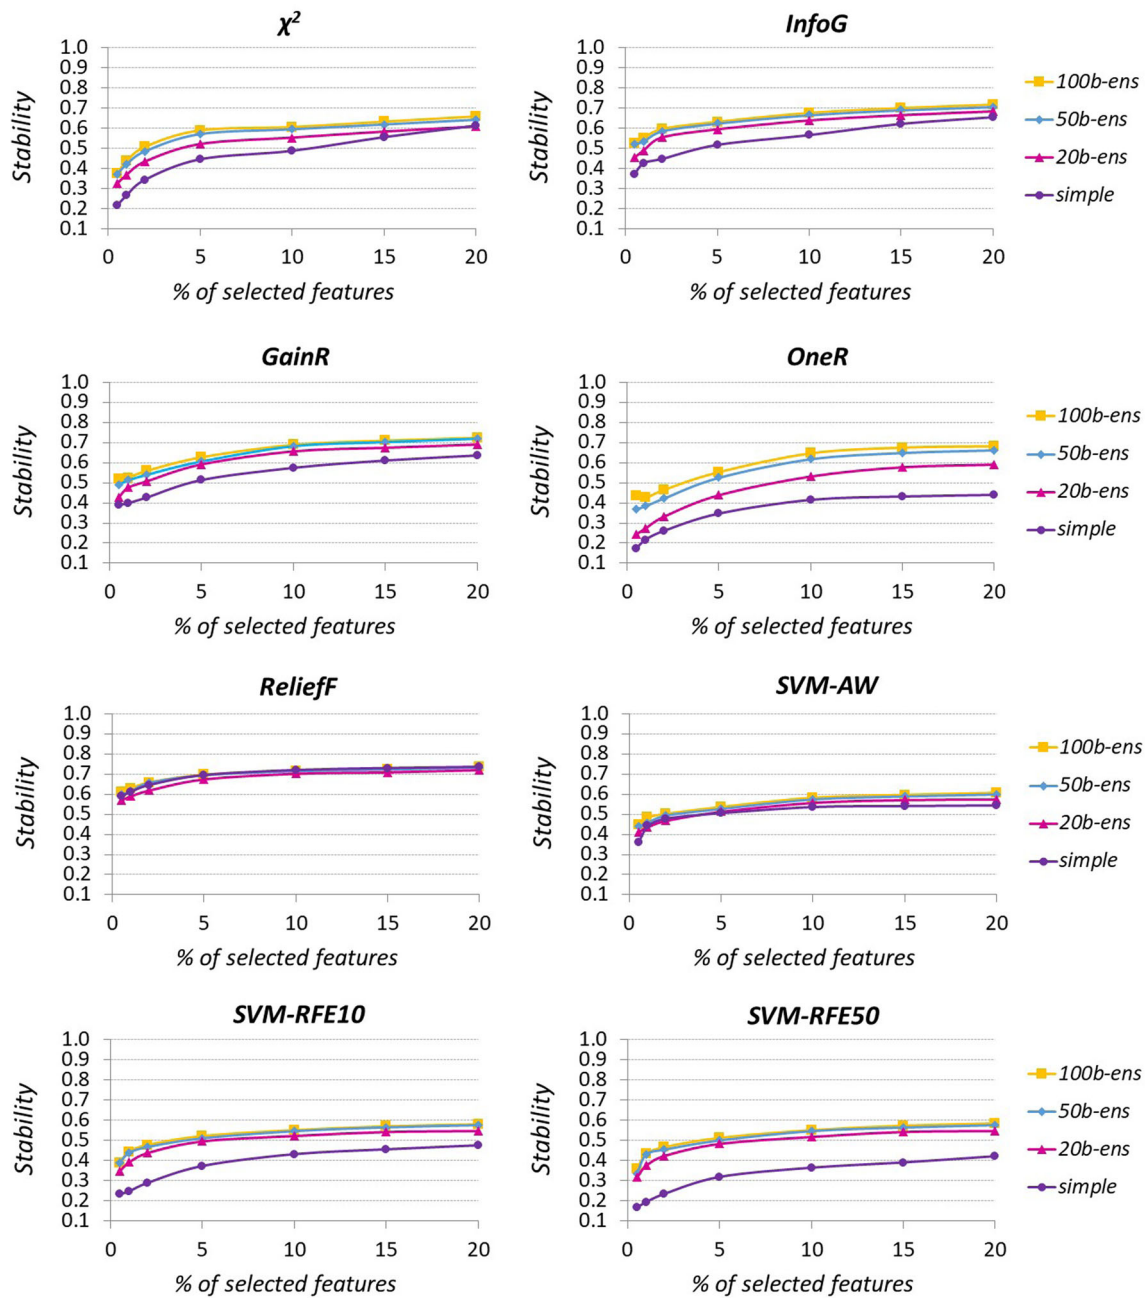 χ²
InfoG
Stability
1.0
0.9
0.8
0.7
0.6
0.5
0.4
0.3
0.2
0.1
0 5 10 15 20
% of selected features
Stability
1.0
0.9
0.8
0.7
0.6
0.5
0.4
0.3
0.2
0.1
0 5 10 15 20
% of selected features
100b-ens
50b-ens
20b-ens
simple
GainR
OneR
Stability
1.0
0.9
0.8
0.7
0.6
0.5
0.4
0.3
0.2
0.1
0 5 10 15 20
% of selected features
Stability
1.0
0.9
0.8
0.7
0.6
0.5
0.4
0.3
0.2
0.1
0 5 10 15 20
% of selected features
100b-ens
50b-ens
20b-ens
simple
ReliefF
SVM-AW
Stability
1.0
0.9
0.8
0.7
0.6
0.5
0.4
0.3
0.2
0.1
0 5 10 15 20
% of selected features
Stability
1.0
0.9
0.8
0.7
0.6
0.5
0.4
0.3
0.2
0.1
0 5 10 15 20
% of selected features
100b-ens
50b-ens
20b-ens
simple
SVM-RFE10
SVM-RFE50
Stability
1.0
0.9
0.8
0.7
0.6
0.5
0.4
0.3
0.2
0.1
0 5 10 15 20
% of selected features
Stability
1.0
0.9
0.8
0.7
0.6
0.5
0.4
0.3
0.2
0.1
0 5 10 15 20
% of selected features
100b-ens
50b-ens
20b-ens
simple